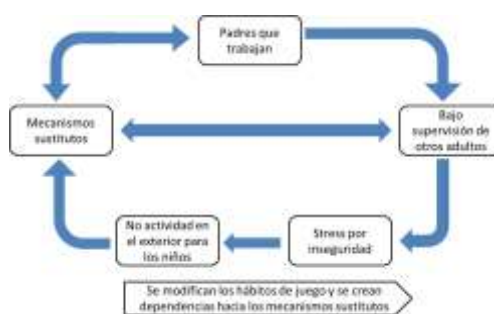 Padres que
trabajan
Mecanismos
sustitutos
Bajo
supervisión de
otros adultos
No actividad en
el exterior para
los niños
Stress por
inseguridad
Se modifican los hábitos de juego y se crean
dependencias hacia los mecanismos sustitutos